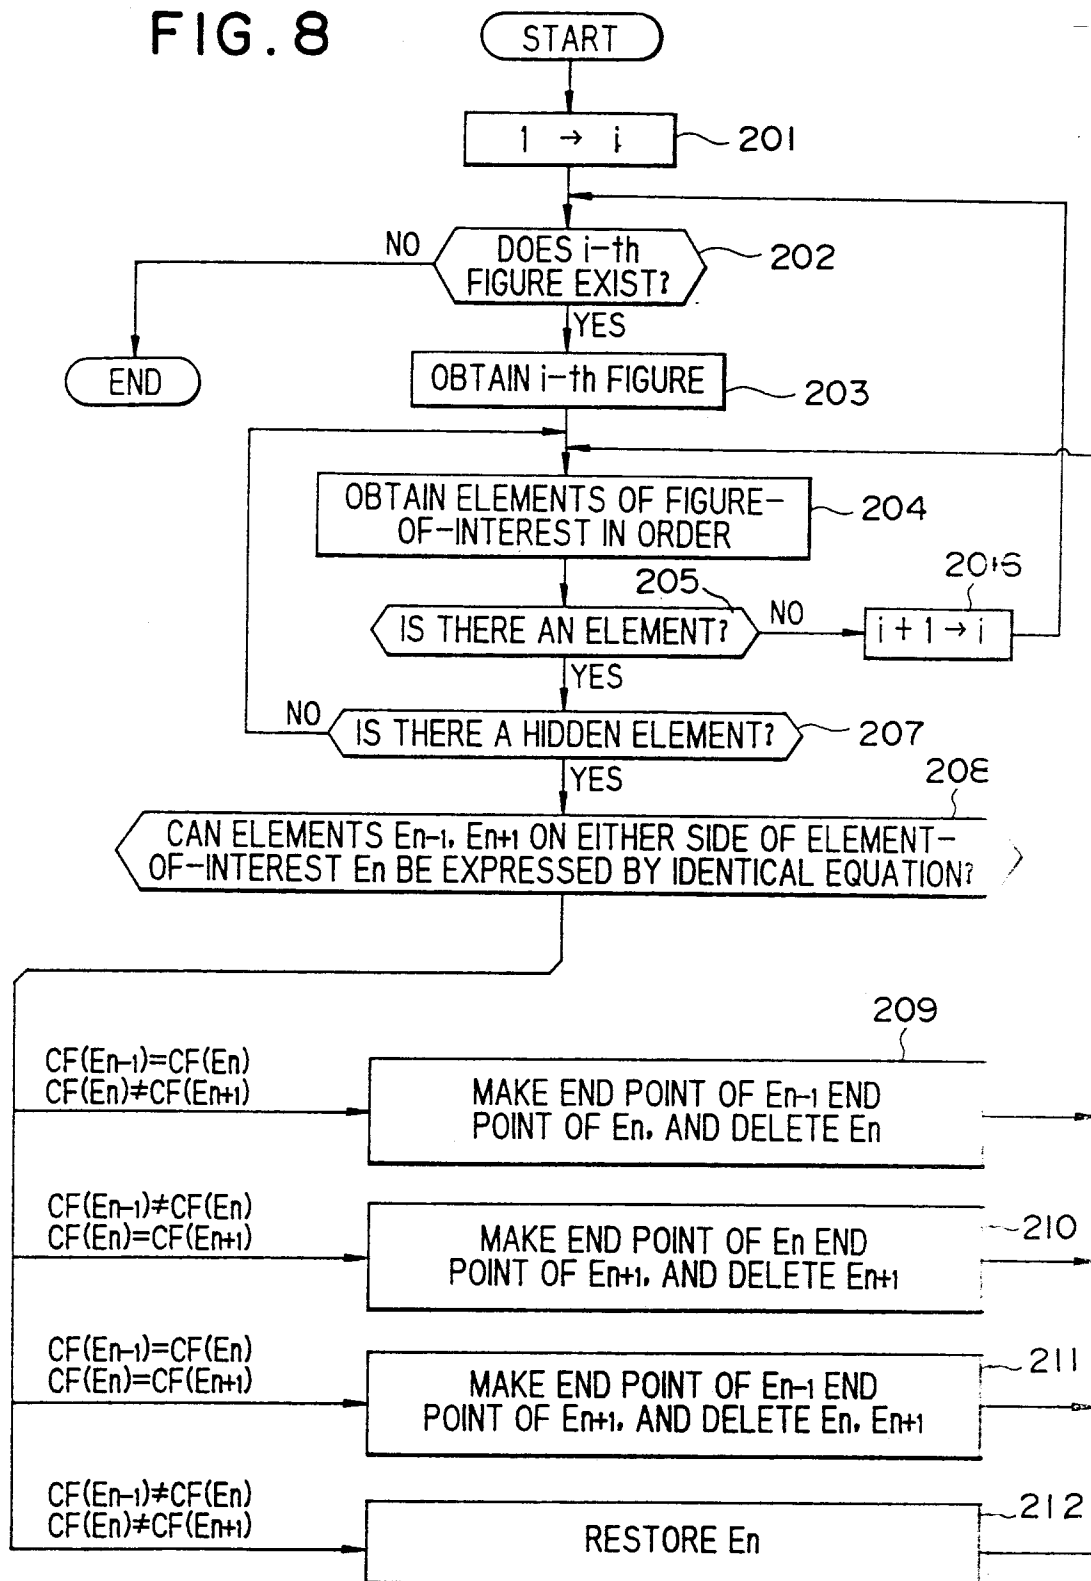 FIG. 8
START
1 → i
201
DOES i-th
FIGURE EXIST?
202
NO
YES
END
OBTAIN i-th FIGURE
203
OBTAIN ELEMENTS OF FIGURE-
OF-INTEREST IN ORDER
204
205
IS THERE AN ELEMENT?
NO
206
i + 1 → i
YES
NO
IS THERE A HIDDEN ELEMENT?
207
YES
208
CAN ELEMENTS En-1, En+1 ON EITHER SIDE OF ELEMENT-
OF-INTEREST En BE EXPRESSED BY IDENTICAL EQUATION?
209
CF(En-1)=CF(En)
CF(En)≠CF(En+1)
MAKE END POINT OF En-1 END
POINT OF En, AND DELETE En
CF(En-1)≠CF(En)
CF(En)=CF(En+1)
MAKE END POINT OF En END
POINT OF En+1, AND DELETE En+1
210
CF(En-1)=CF(En)
CF(En)=CF(En+1)
MAKE END POINT OF En-1 END
POINT OF En+1, AND DELETE En, En+1
211
CF(En-1)≠CF(En)
CF(En)≠CF(En+1)
RESTORE En
212